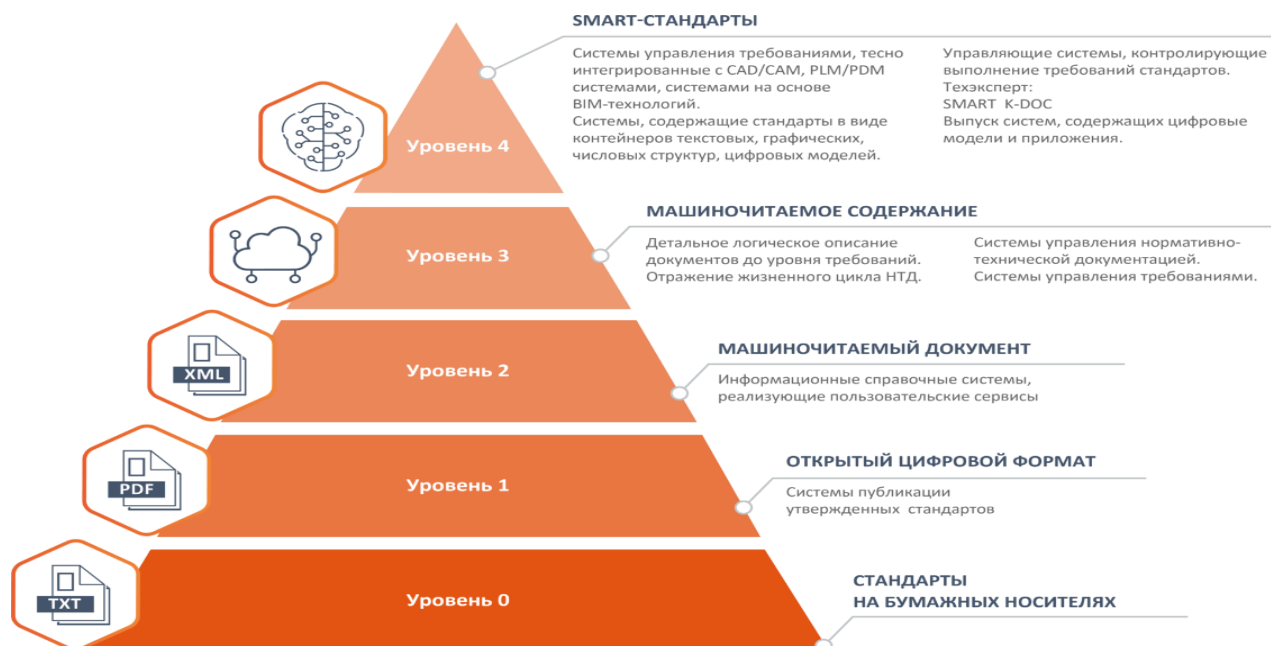 SMART-СТАНДАРТЫ
Системы управления требованиями, тесно
интегрированные с CAD/CAM, PLM/PDM
системами, системами на основе
BIM-технологий.
Системы, содержащие стандарты в виде
контейнеров текстовых, графических,
числовых структур, цифровых моделей.
Управляющие системы, контролирующие
выполнение требований стандартов.
Техэксперт:
SMART K-DOC
Выпуск систем, содержащих цифровые
модели и приложения.
Уровень 4
МАШИНОЧИТАЕМОЕ СОДЕРЖАНИЕ
Детальное логическое описание
документов до уровня требований.
Отражение жизненного цикла НТД.
Системы управления нормативно-
технической документацией.
Системы управления требованиями.
Уровень 3
МАШИНОЧИТАЕМЫЙ ДОКУМЕНТ
Информационные справочные системы,
реализующие пользовательские сервисы
XML
Уровень 2
ОТКРЫТЫЙ ЦИФРОВОЙ ФОРМАТ
Системы публикации
утвержденных стандартов
PDF
Уровень 1
СТАНДАРТЫ
НА БУМАЖНЫХ НОСИТЕЛЯХ
TXT
Уровень 0